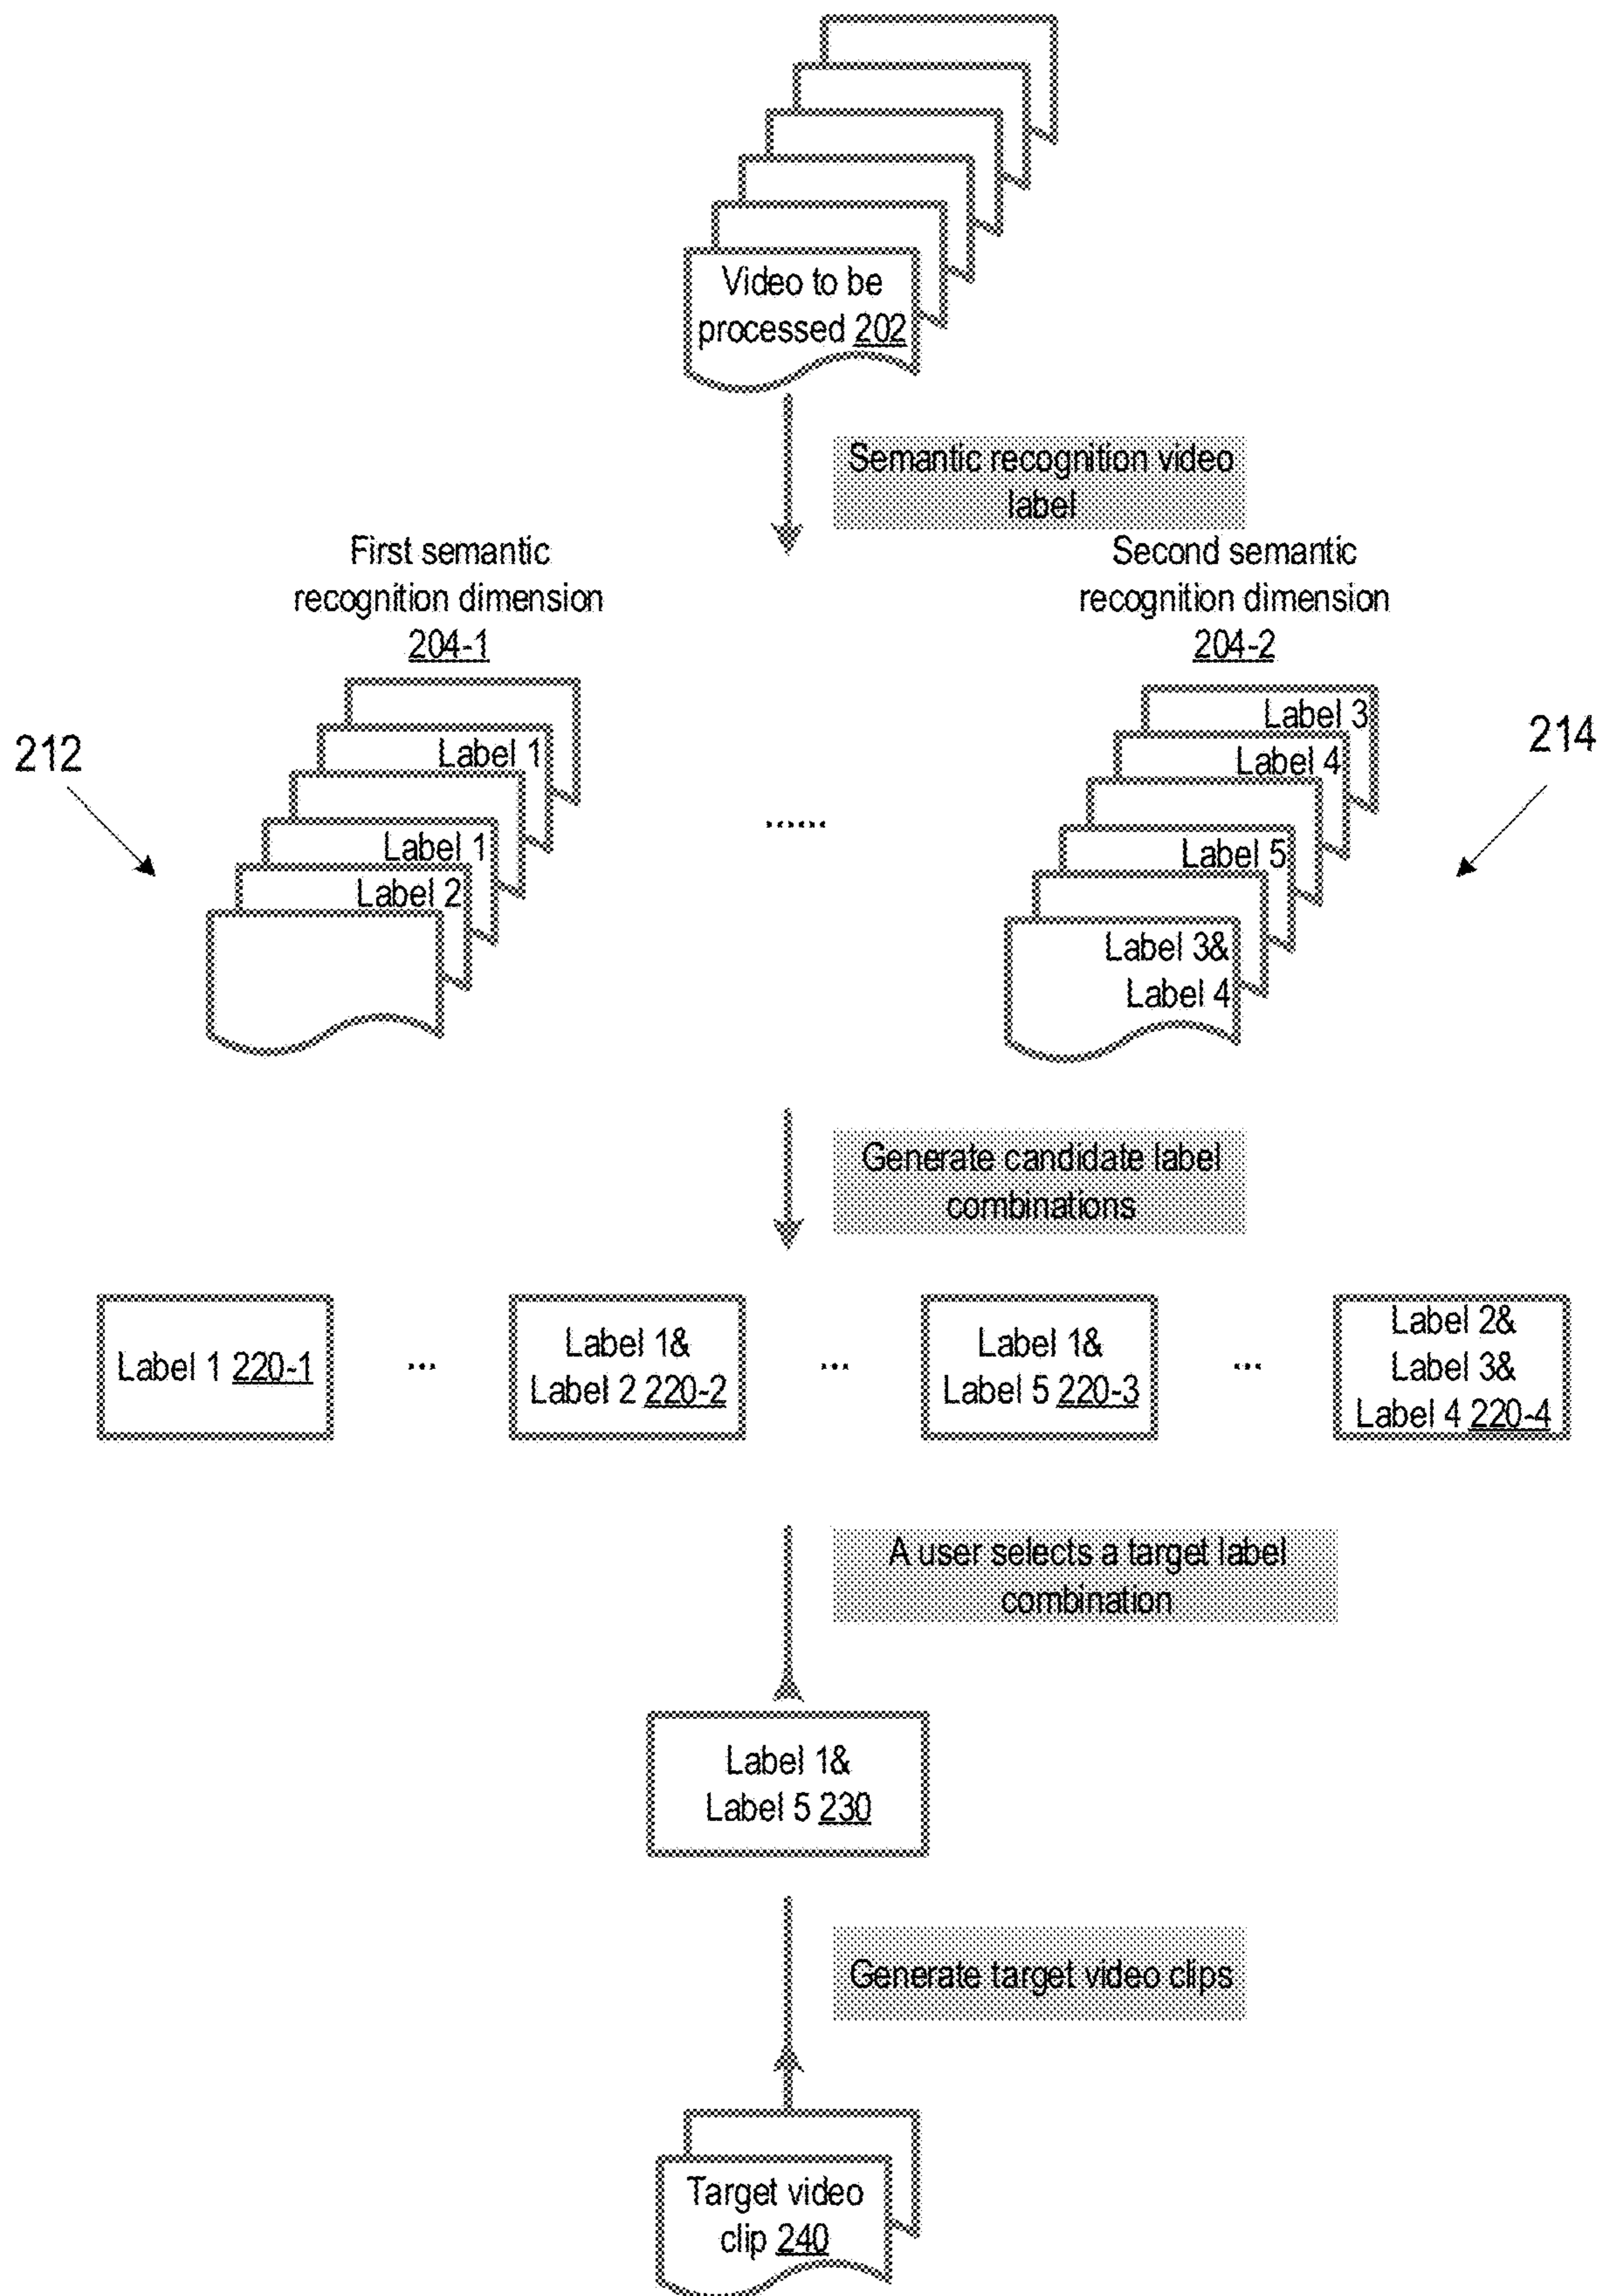 Video to be
processed 202
Semantic recognition video
label
First semantic
recognition dimension
204-1
Second semantic
recognition dimension
204-2
212
Label 1
Label 1
Label 2
......
Label 3
Label 4
Label 5
Label 3&
Label 4
214
Generate candidate label
combinations
Label 1 220-1
...
Label 1&
Label 2 220-2
...
Label 1&
Label 5 220-3
...
Label 2&
Label 3&
Label 4 220-4
A user selects a target label
combination
Label 1&
Label 5 230
Generate target video clips
Target video
clip 240